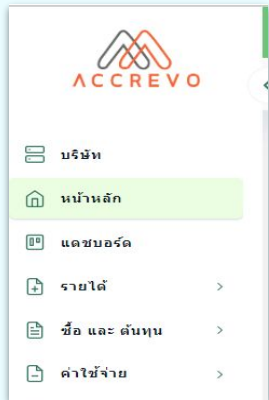 ACCREVO
บริษัท
หน้าหลัก
แดชบอร์ด
รายได้
ซื้อ และ ต้นทุน
ค่าใช้จ่าย